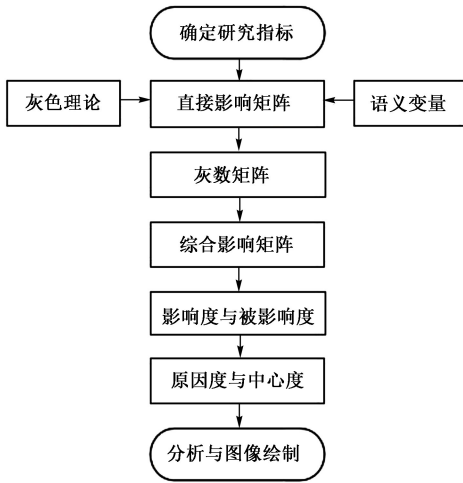 确定研究指标
灰色理论
直接影响矩阵
语义变量
灰数矩阵
综合影响矩阵
影响度与被影响度
原因度与中心度
分析与图像绘制